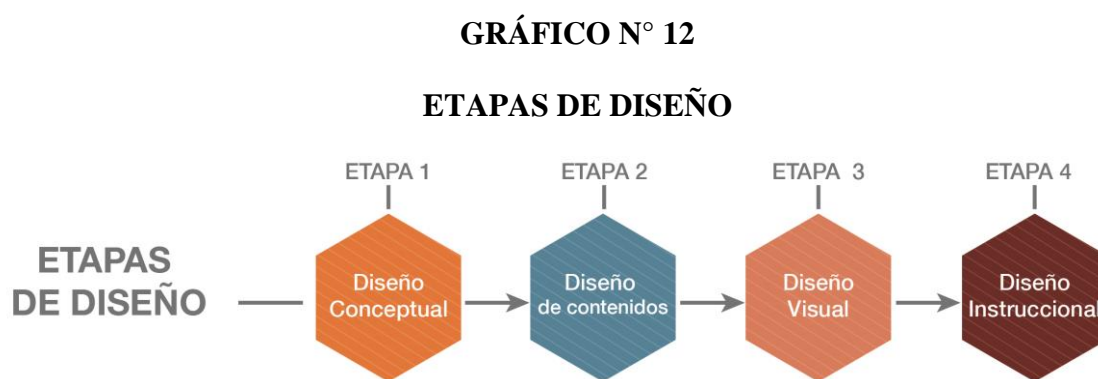 GRÁFICO N° 12
ETAPAS DE DISEÑO
ETAPA 1
ETAPA 2
ETAPA 3
ETAPA 4
ETAPAS
DE DISEÑO
Diseño
Conceptual
Diseño
de contenidos
Diseño
Visual
Diseño
Instruccional